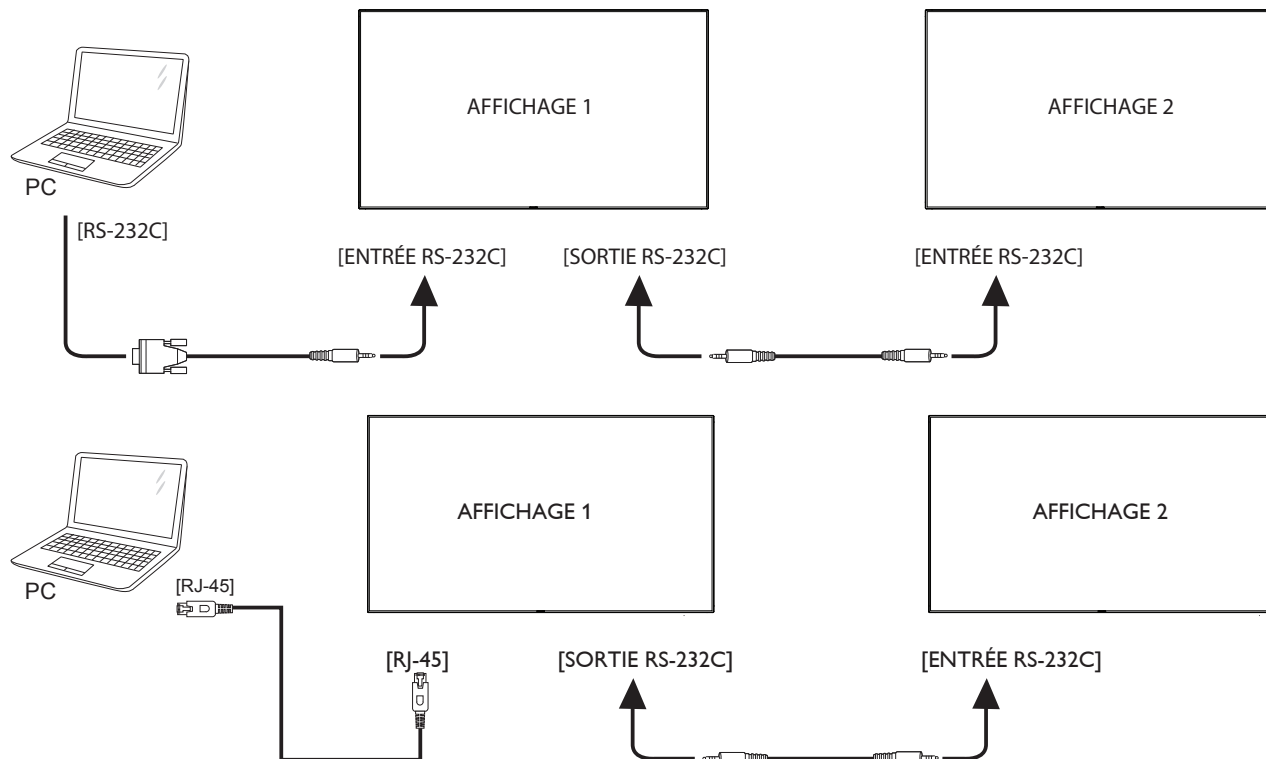 AFFICHAGE 1
AFFICHAGE 2
PC
[RS-232C]
[ENTRÉE RS-232C]
[SORTIE RS-232C]
[ENTRÉE RS-232C]
AFFICHAGE 1
AFFICHAGE 2
PC
[RJ-45]
[RJ-45]
[SORTIE RS-232C]
[ENTRÉE RS-232C]